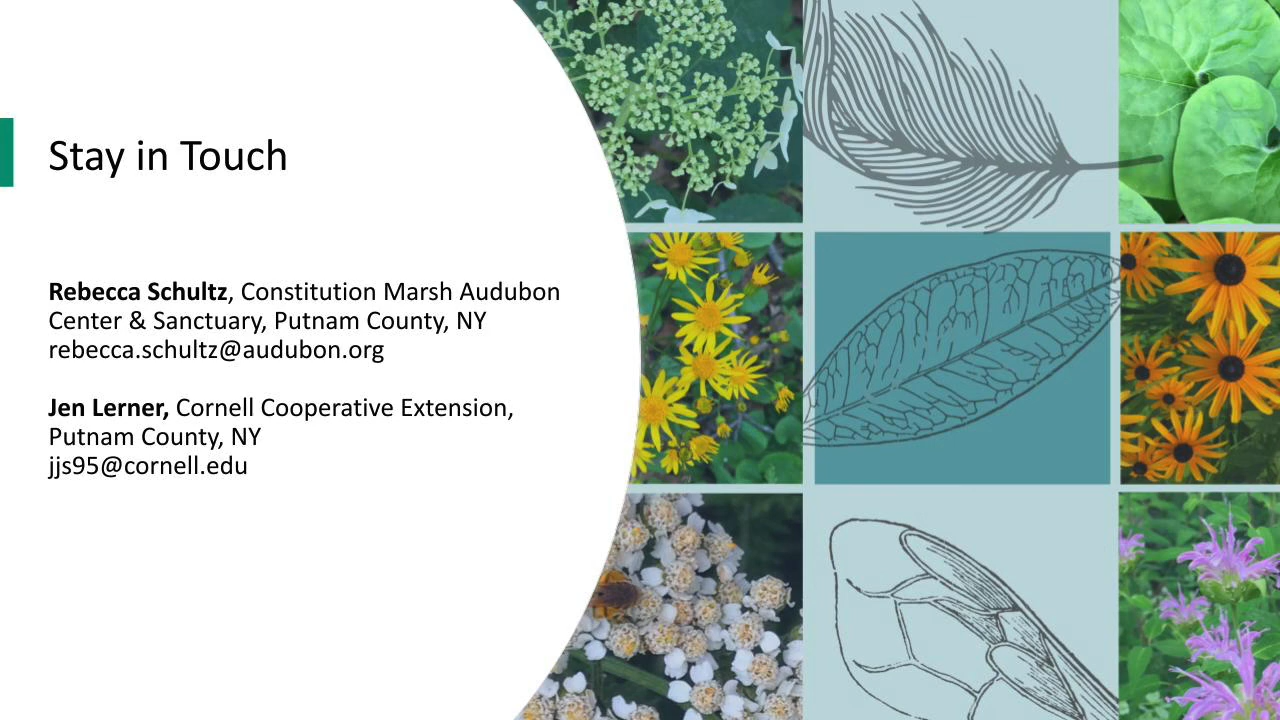 Stay in Touch
Rebecca Schultz, Constitution Marsh Audubon
Center & Sanctuary, Putnam County, NY
rebecca.schultz@audubon.org
Jen Lerner, Cornell Cooperative Extension,
Putnam County, NY
jjs95@cornell.edu